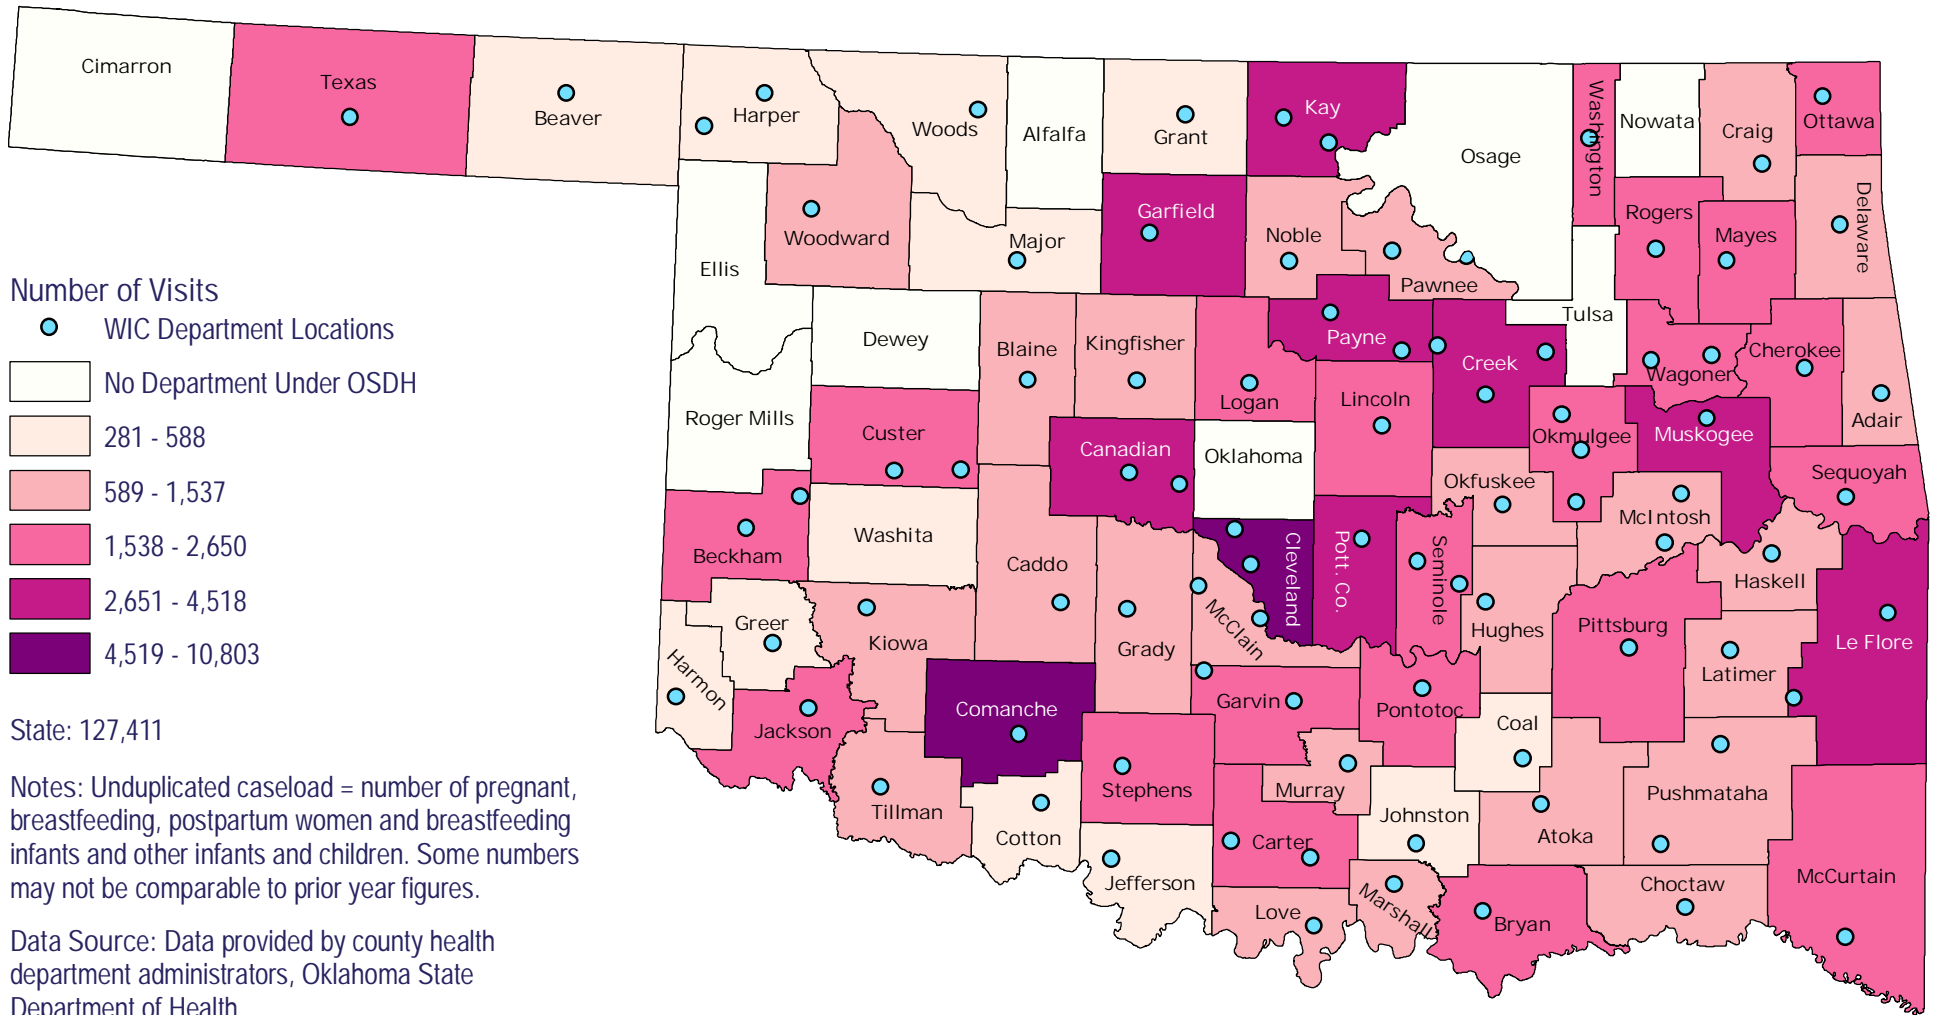 Cimarron
Texas
Beaver
Harper
Woods
Alfalfa
Grant
Kay
Osage
Washington
Nowata
Craig
Ottawa
Delaware
Ellis
Woodward
Major
Garfield
Noble
Pawnee
Rogers
Mayes
Tulsa
Dewey
Blaine
Kingfisher
Logan
Payne
Creek
Wagoner
Cherokee
Adair
Roger Mills
Custer
Canadian
Oklahoma
Lincoln
Okmulgee
Muskogee
Sequoyah
Okfuskee
McIntosh
Beckham
Washita
Caddo
Grady
McClain
Cleveland
Pott. Co.
Seminole
Hughes
Pittsburg
Haskell
Latimer
Le Flore
Harmon
Greer
Kiowa
Jackson
Comanche
Tillman
Cotton
Stephens
Garvin
Pontotoc
Coal
Murray
Johnston
Atoka
Pushmataha
Jefferson
Carter
Love
Marshall
Bryan
Choctaw
McCurtain
Number of Visits
WIC Department Locations
No Department Under OSDH
281 - 588
589 - 1,537
1,538 - 2,650
2,651 - 4,518
4,519 - 10,803
State: 127,411
Notes: Unduplicated caseload = number of pregnant,
breastfeeding, postpartum women and breastfeeding
infants and other infants and children. Some numbers
may not be comparable to prior year figures.
Data Source: Data provided by county health
department administrators, Oklahoma State
Department of Health